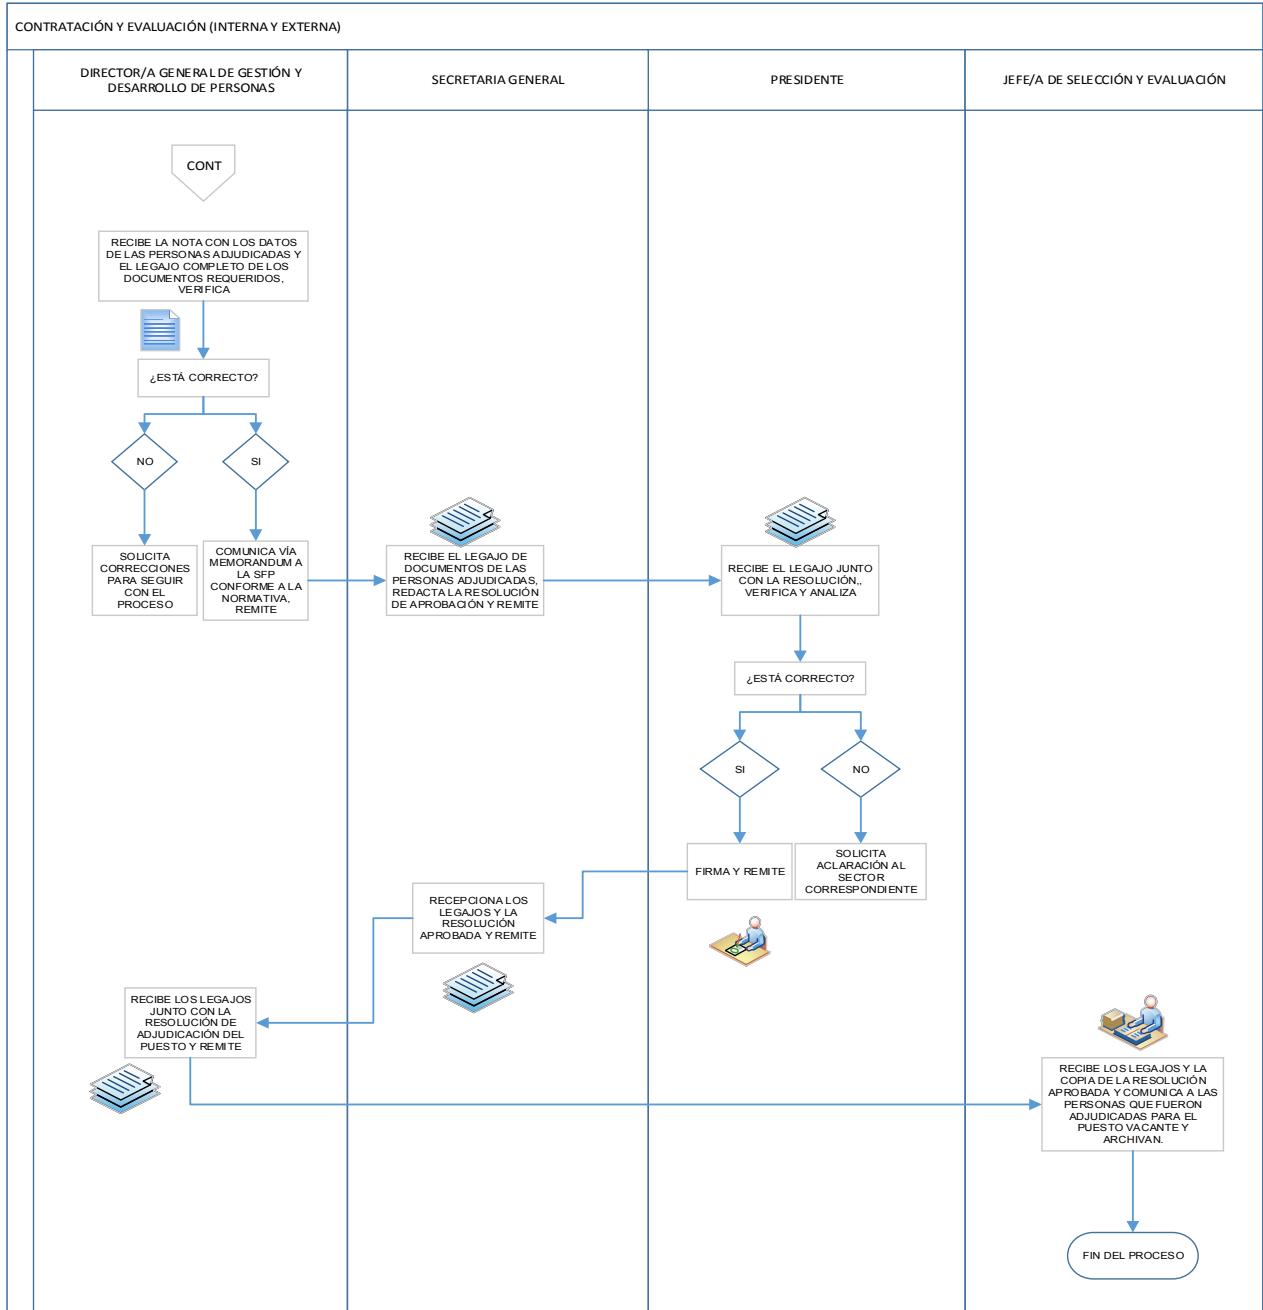 CONTRATACIÓN Y EVALUACIÓN (INTERNA Y EXTERNA)
DIRECTOR/A GENERAL DE GESTIÓN Y
DESARROLLO DE PERSONAS
SECRETARIA GENERAL
PRESIDENTE
JEFE/A DE SELECCIÓN Y EVALUACIÓN
CONT
RECIBE LA NOTA CON LOS DATOS
DE LAS PERSONAS ADJUDICADAS Y
EL LEGAJO COMPLETO DE LOS
DOCUMENTOS REQUERIDOS,
VERIFICA
¿ESTÁ CORRECTO?
NO
SI
SOLICITA
CORRECCIONES
PARA SEGUIR
CON EL
PROCESO
COMUNICA VÍA
MEMORANDUM A
LA SFP
CONFORME A LA
NORMATIVA,
REMITE
RECIBE EL LEGAJO DE
DOCUMENTOS DE LAS
PERSONAS ADJUDICADAS,
REDACTA LA RESOLUCIÓN
DE APROBACIÓN Y REMITE
RECIBE EL LEGAJO JUNTO
CON LA RESOLUCIÓN,,
VERIFICA Y ANALIZA
¿ESTÁ CORRECTO?
SI
NO
FIRMA Y REMITE
SOLICITA
ACLARACIÓN AL
SECTOR
CORRESPONDIENTE
RECEPCIONA LOS
LEGAJOS Y LA
RESOLUCIÓN
APROBADA Y REMITE
RECIBE LOS LEGAJOS
JUNTO CON LA
RESOLUCIÓN DE
ADJUDICACIÓN DEL
PUESTO Y REMITE
RECIBE LOS LEGAJOS Y LA
COPIA DE LA RESOLUCIÓN
APROBADA Y COMUNICA A LAS
PERSONAS QUE FUERON
ADJUDICADAS PARA EL
PUESTO VACANTE Y
ARCHIVAN.
FIN DEL PROCESO